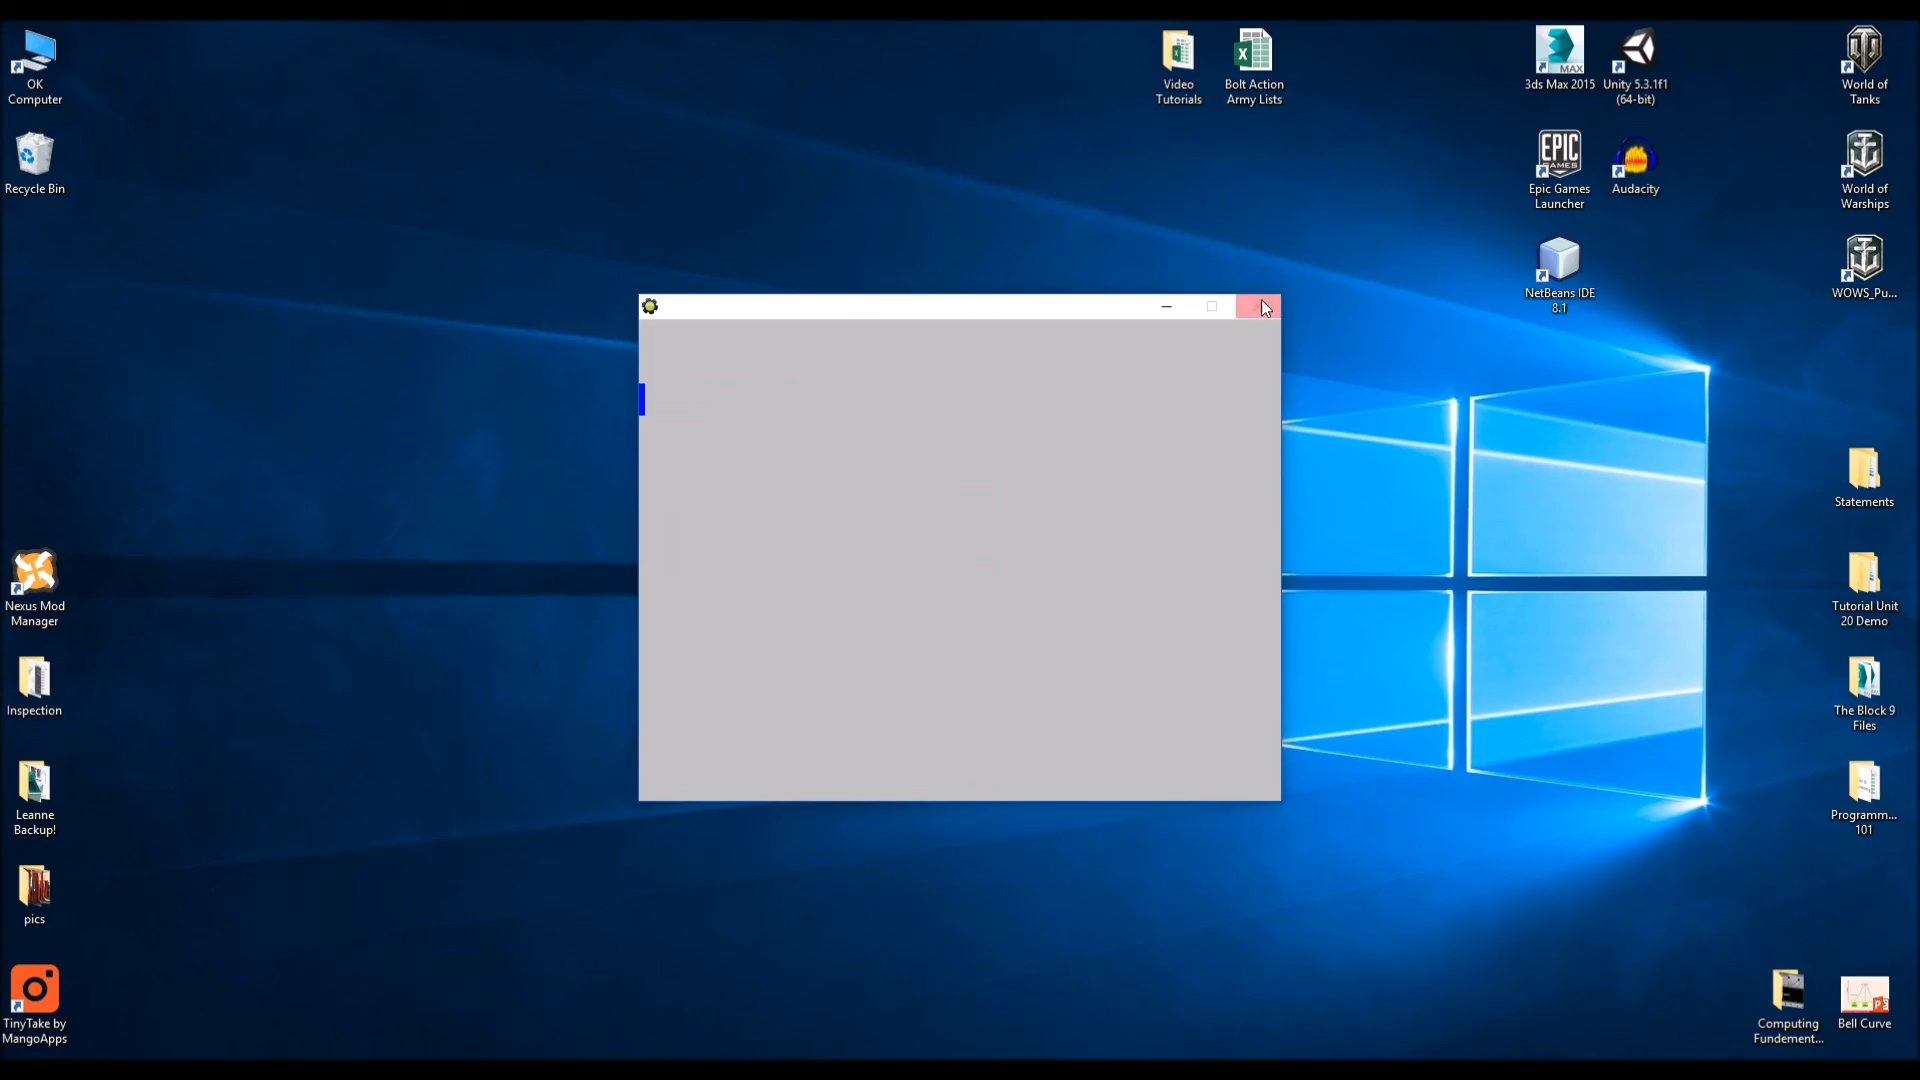 OK
Computer
Recycle Bin
Nexus Mod
Manager
Inspection
Leanne
Backup!
pics
TinyTake by
MangoApps
Video
Tutorials
Bolt Action
Army Lists
MAX
3ds Max 2015
Unity 5.3.1f1
(64-bit)
EPIC
GAMES
Epic Games
Launcher
Audacity
NetBeans IDE
8.1
World of
Tanks
World of
Warships
WOWS_Pu...
Statements
Tutorial Unit
20 Demo
The Block 9
Files
Programm...
101
Computing
Fundement...
Bell Curve